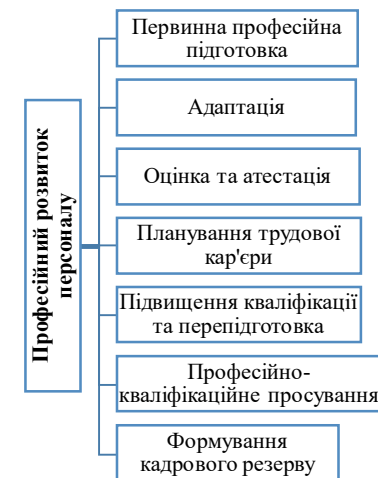 Професійний розвиток
персоналу
Первинна професійна
підготовка
Адаптація
Оцінка та атестація
Планування трудової
кар'єри
Підвищення кваліфікації
та перепідготовка
Професійно-
кваліфікаційне просування
Формування
кадрового резерву